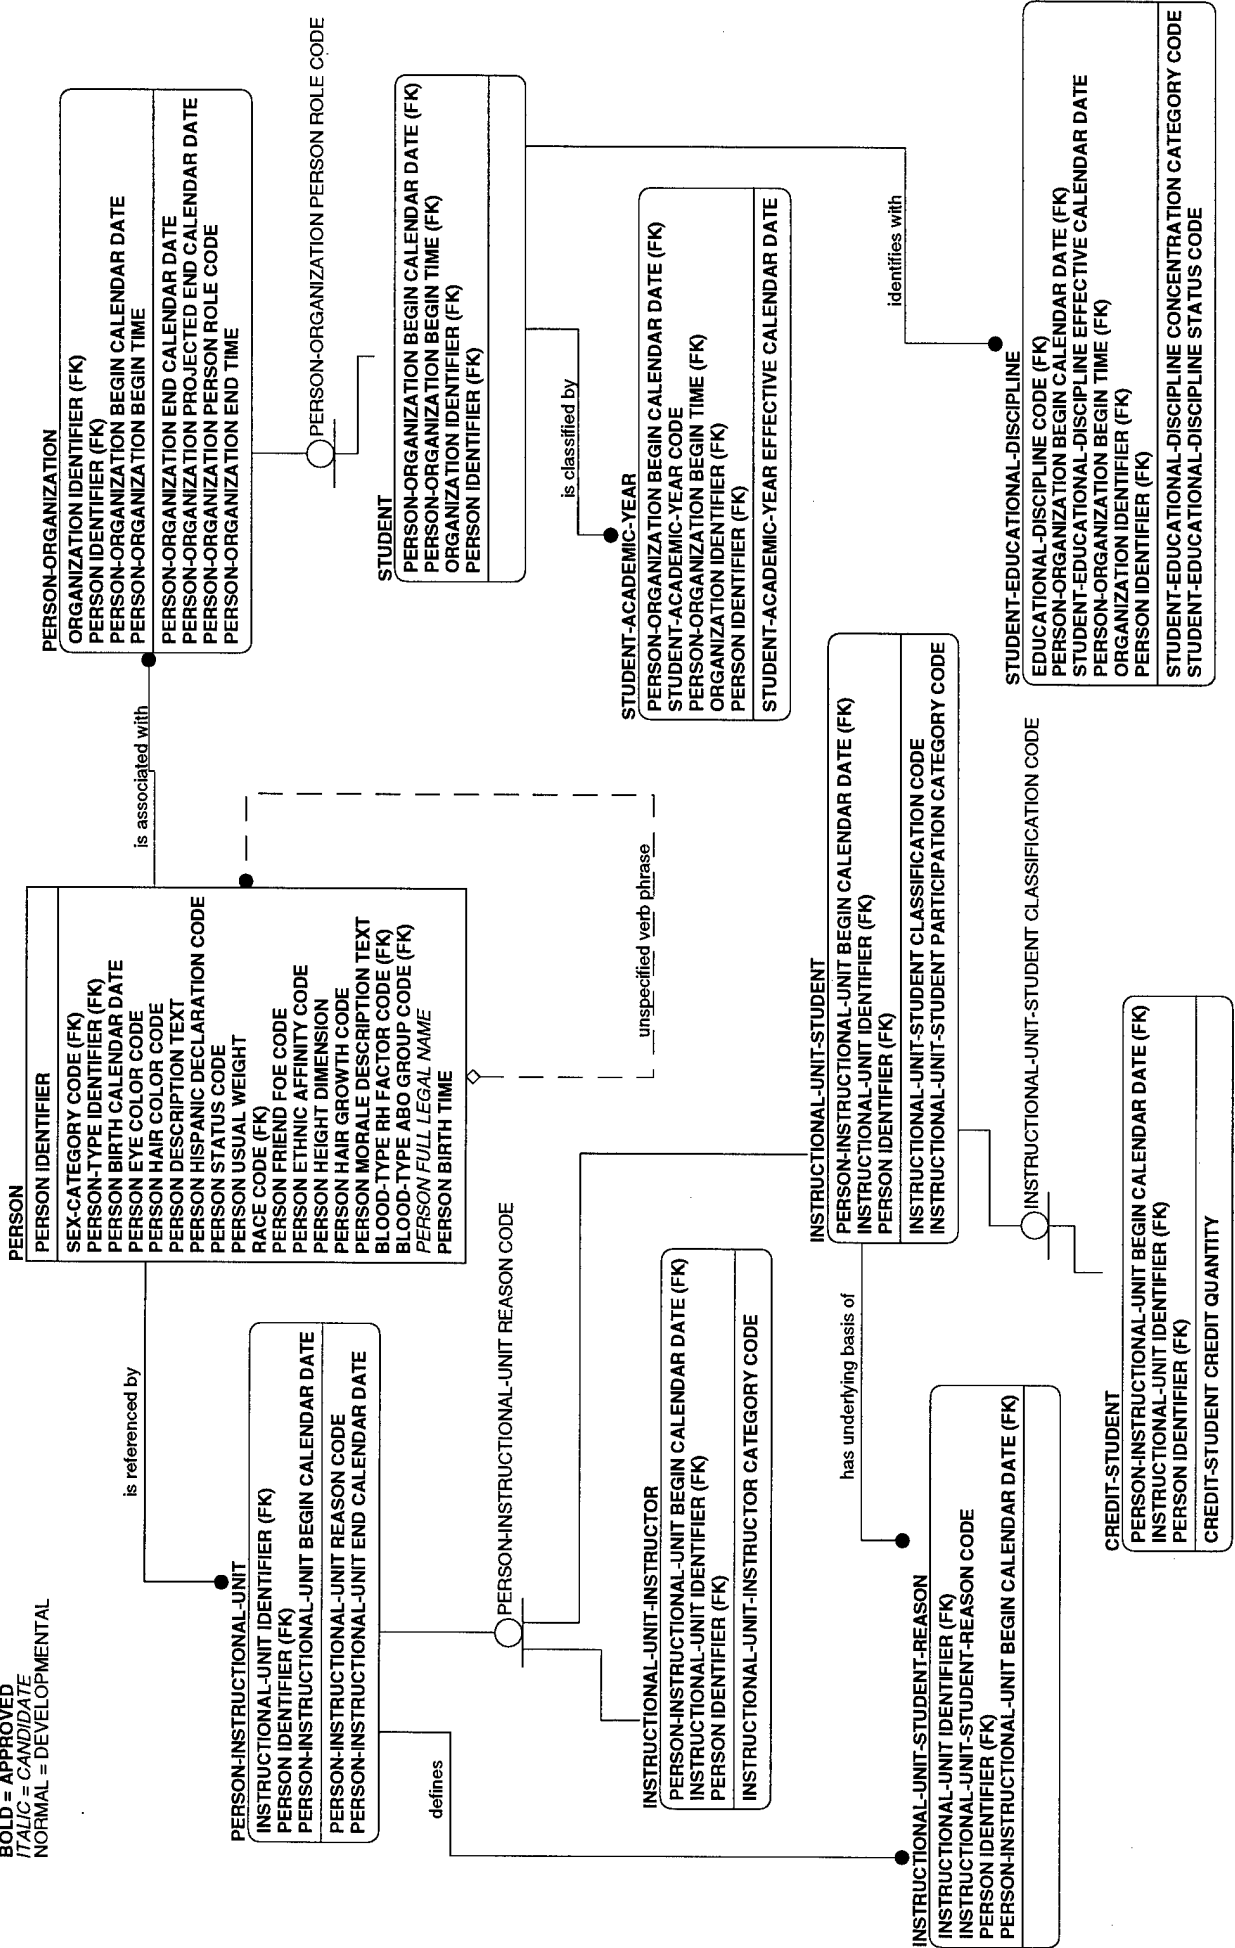 BOLD = APPROVED
ITALIC = CANDIDATE
NORMAL = DEVELOPMENTAL
PERSON
PERSON IDENTIFIER
SEX-CATEGORY CODE (FK)
PERSON-TYPE IDENTIFIER (FK)
PERSON BIRTH CALENDAR DATE
PERSON EYE COLOR CODE
PERSON HAIR COLOR CODE
PERSON DESCRIPTION TEXT
PERSON HISPANIC DECLARATION CODE
PERSON STATUS CODE
PERSON USUAL WEIGHT
RACE CODE (FK)
PERSON FRIEND FOE CODE
PERSON ETHNIC AFFINITY CODE
PERSON HEIGHT DIMENSION
PERSON HAIR GROWTH CODE
PERSON MORALE DESCRIPTION TEXT
BLOOD-TYPE RH FACTOR CODE (FK)
BLOOD-TYPE ABO GROUP CODE (FK)
PERSON FULL LEGAL NAME
PERSON BIRTH TIME
is associated with
unspecified verb phrase
is referenced by
PERSON-ORGANIZATION
ORGANIZATION IDENTIFIER (FK)
PERSON IDENTIFIER (FK)
PERSON-ORGANIZATION BEGIN CALENDAR DATE
PERSON-ORGANIZATION BEGIN TIME
PERSON-ORGANIZATION END CALENDAR DATE
PERSON-ORGANIZATION PROJECTED END CALENDAR DATE
PERSON-ORGANIZATION PERSON ROLE CODE
PERSON-ORGANIZATION END TIME
PERSON-ORGANIZATION PERSON ROLE CODE
STUDENT
PERSON-ORGANIZATION BEGIN CALENDAR DATE (FK)
PERSON-ORGANIZATION BEGIN TIME (FK)
ORGANIZATION IDENTIFIER (FK)
PERSON IDENTIFIER (FK)
is classified by
identifies with
STUDENT-ACADEMIC-YEAR
PERSON-ORGANIZATION BEGIN CALENDAR DATE (FK)
STUDENT-ACADEMIC-YEAR CODE
PERSON-ORGANIZATION BEGIN TIME (FK)
ORGANIZATION IDENTIFIER (FK)
PERSON IDENTIFIER (FK)
STUDENT-ACADEMIC-YEAR EFFECTIVE CALENDAR DATE
PERSON-INSTRUCTIONAL-UNIT
INSTRUCTIONAL-UNIT IDENTIFIER (FK)
PERSON IDENTIFIER (FK)
PERSON-INSTRUCTIONAL-UNIT BEGIN CALENDAR DATE
PERSON-INSTRUCTIONAL-UNIT REASON CODE
PERSON-INSTRUCTIONAL-UNIT END CALENDAR DATE
defines
PERSON-INSTRUCTIONAL-UNIT REASON CODE
INSTRUCTIONAL-UNIT-INSTRUCTOR
PERSON-INSTRUCTIONAL-UNIT BEGIN CALENDAR DATE (FK)
INSTRUCTIONAL-UNIT IDENTIFIER (FK)
PERSON IDENTIFIER (FK)
INSTRUCTIONAL-UNIT-INSTRUCTOR CATEGORY CODE
INSTRUCTIONAL-UNIT-STUDENT
PERSON-INSTRUCTIONAL-UNIT BEGIN CALENDAR DATE (FK)
INSTRUCTIONAL-UNIT IDENTIFIER (FK)
PERSON IDENTIFIER (FK)
INSTRUCTIONAL-UNIT-STUDENT CLASSIFICATION CODE
INSTRUCTIONAL-UNIT-STUDENT PARTICIPATION CATEGORY CODE
has underlying basis of
INSTRUCTIONAL-UNIT-STUDENT CLASSIFICATION CODE
INSTRUCTIONAL-UNIT-STUDENT-REASON
INSTRUCTIONAL-UNIT IDENTIFIER (FK)
INSTRUCTIONAL-UNIT-STUDENT-REASON CODE
PERSON IDENTIFIER (FK)
PERSON-INSTRUCTIONAL-UNIT BEGIN CALENDAR DATE (FK)
CREDIT-STUDENT
PERSON-INSTRUCTIONAL-UNIT BEGIN CALENDAR DATE (FK)
INSTRUCTIONAL-UNIT IDENTIFIER (FK)
PERSON IDENTIFIER (FK)
CREDIT-STUDENT CREDIT QUANTITY
STUDENT-EDUCATIONAL-DISCIPLINE
EDUCATIONAL-DISCIPLINE CODE (FK)
PERSON-ORGANIZATION BEGIN CALENDAR DATE (FK)
STUDENT-EDUCATIONAL-DISCIPLINE EFFECTIVE CALENDAR DATE
PERSON-ORGANIZATION BEGIN TIME (FK)
ORGANIZATION IDENTIFIER (FK)
PERSON IDENTIFIER (FK)
STUDENT-EDUCATIONAL-DISCIPLINE CONCENTRATION CATEGORY CODE
STUDENT-EDUCATIONAL-DISCIPLINE STATUS CODE